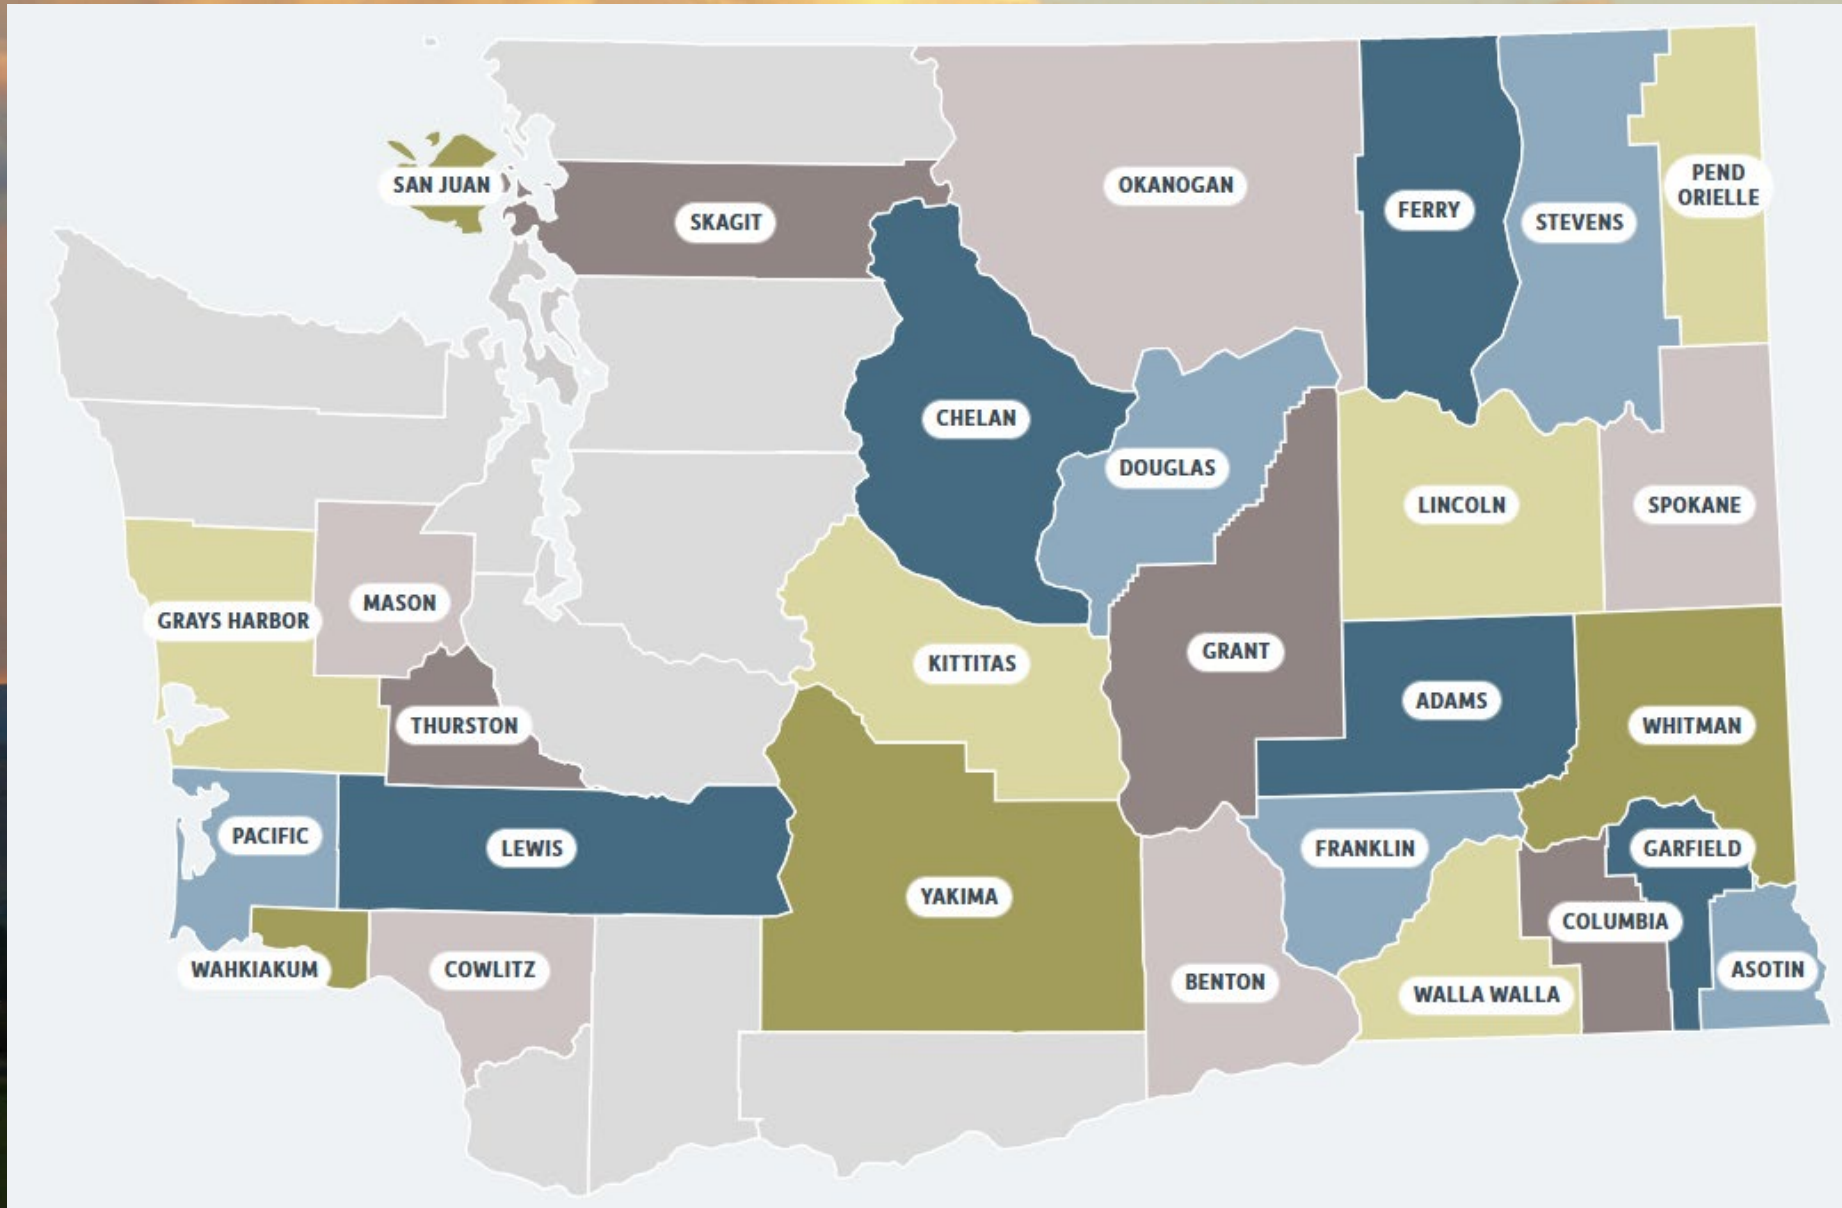 SAN JUAN
SKAGIT
OKANOGAN
FERRY
STEVENS
PEND
ORIELLE
CHELAN
DOUGLAS
LINCOLN
SPOKANE
GRAYS HARBOR
MASON
KITTITAS
GRANT
ADAMS
WHITMAN
THURSTON
PACIFIC
LEWIS
YAKIMA
FRANKLIN
GARFIELD
COLUMBIA
WAHKIAKUM
COWLITZ
BENTON
WALLA WALLA
ASOTIN